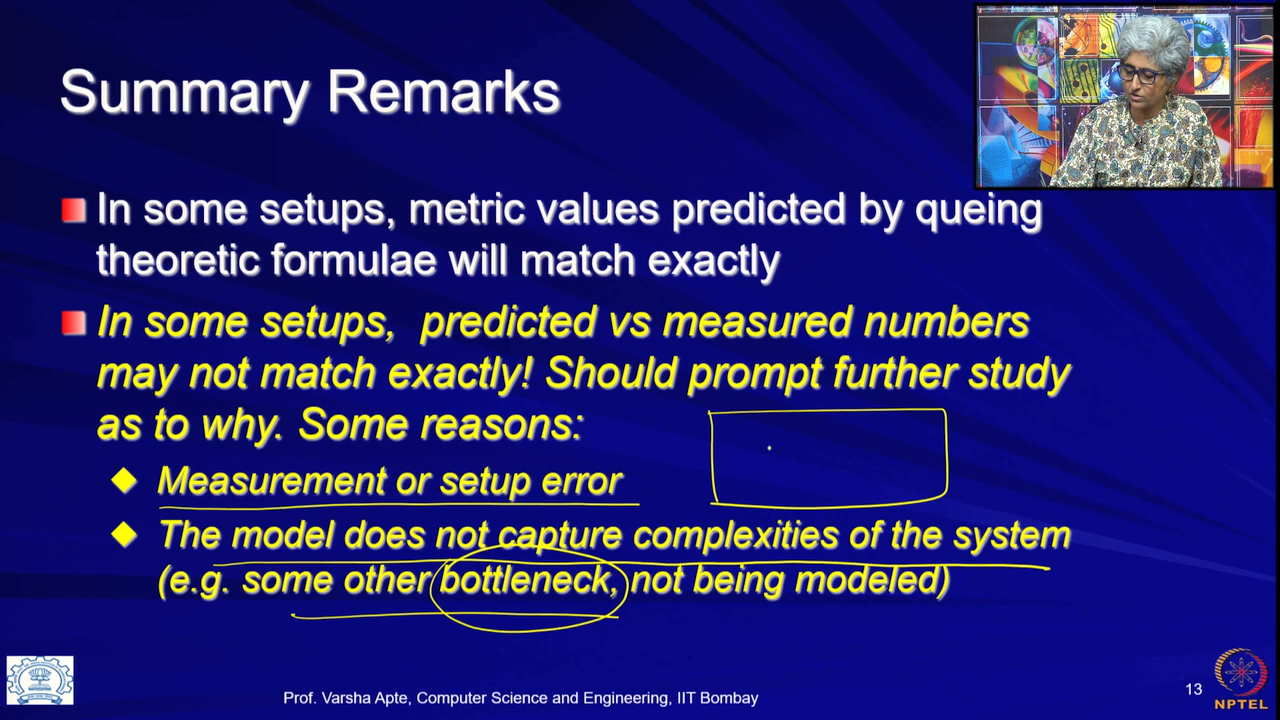 Summary Remarks
In some setups, metric values predicted by queing
theoretic formulae will match exactly
In some setups, predicted vs measured numbers
may not match exactly! Should prompt further study
as to why. Some reasons:
Measurement or setup error
The model does not capture complexities of the system
(e.g. some other bottleneck, not being modeled)
Prof. Varsha Apte, Computer Science and Engineering, IIT Bombay
13
NPTEL